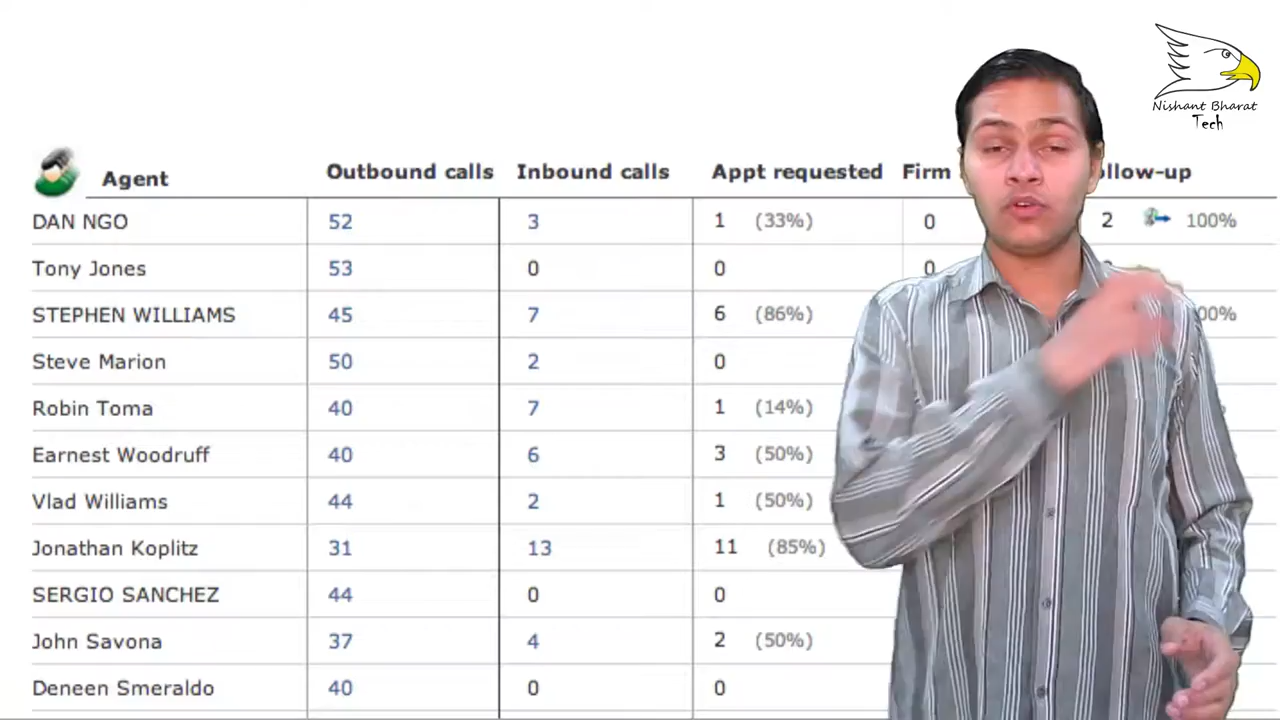 Nishant Bharat
Tech
Agent Outbound calls Inbound calls Appt requested Firm
DAN NGO 52 3 1 (33%) 0 2 100%
Tony Jones 53 0 0 0
STEPHEN WILLIAMS 45 7 6 (86%)
Steve Marion 50 2 0
Robin Toma 40 7 1 (14%)
Earnest Woodruff 40 6 3 (50%)
Vlad Williams 44 2 1 (50%)
Jonathan Koplitz 31 13 11 (85%)
SERGIO SANCHEZ 44 0 0
John Savona 37 4 2 (50%)
Deneen Smeraldo 40 0 0